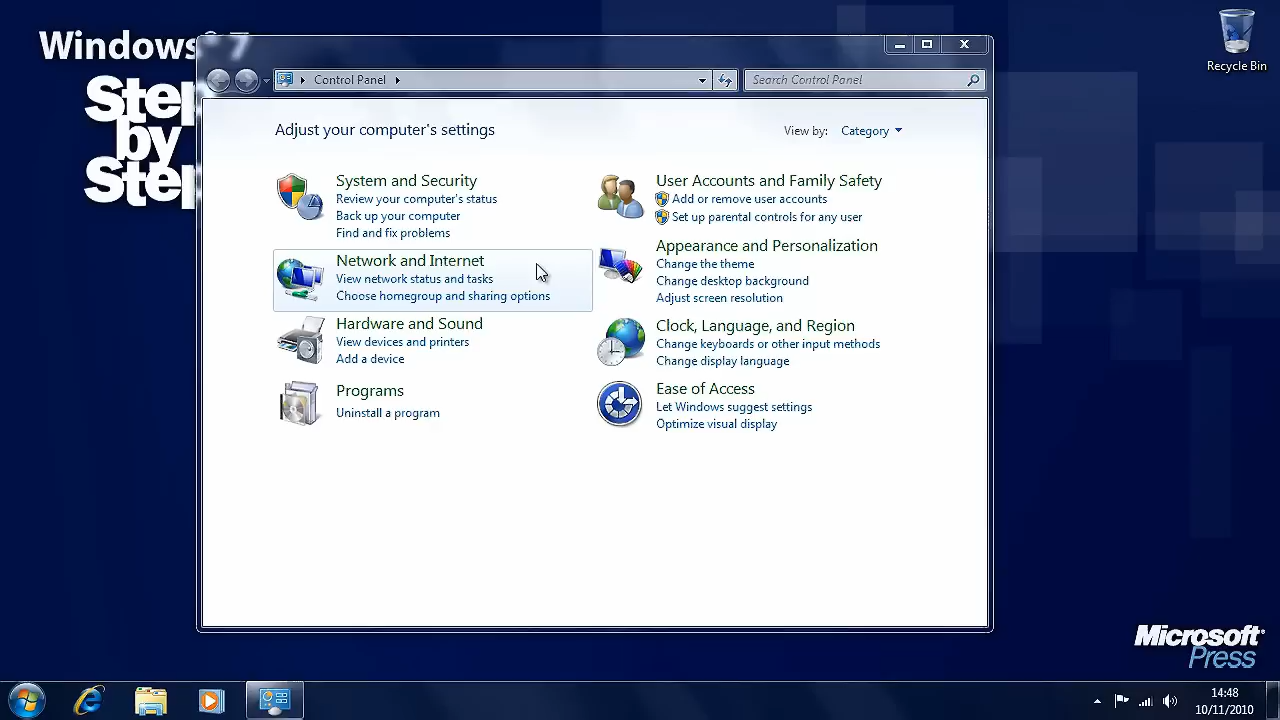 Windows® 7
Step
by
Step
Recycle Bin
Control Panel
Search Control Panel
Adjust your computer's settings
View by: Category
System and Security
Review your computer's status
Back up your computer
Find and fix problems
Network and Internet
View network status and tasks
Choose homegroup and sharing options
Hardware and Sound
View devices and printers
Add a device
Programs
Uninstall a program
User Accounts and Family Safety
Add or remove user accounts
Set up parental controls for any user
Appearance and Personalization
Change the theme
Change desktop background
Adjust screen resolution
Clock, Language, and Region
Change keyboards or other input methods
Change display language
Ease of Access
Let Windows suggest settings
Optimize visual display
Microsoft
Press
14:48
10/11/2010